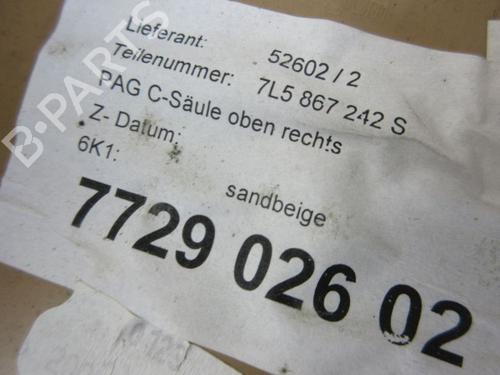 Lieferant: 52602 / 2
Teilenummer: 7L5 867 242 S
PAG C-Säule oben rechts
Z- Datum:
6K1: sandbeige
7729 026 02
B-PARTS